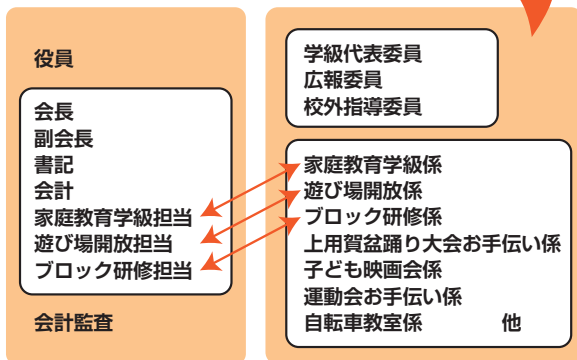 役員
会長
副会長
書記
会計
家庭教育学級担当
遊び場開放担当
ブロック研修担当
会計監査
学級代表委員
広報委員
校外指導委員
家庭教育学級係
遊び場開放係
ブロック研修係
上用賀盆踊り大会お手伝い係
子ども映画会係
運動会お手伝い係
自転車教室係　　　他